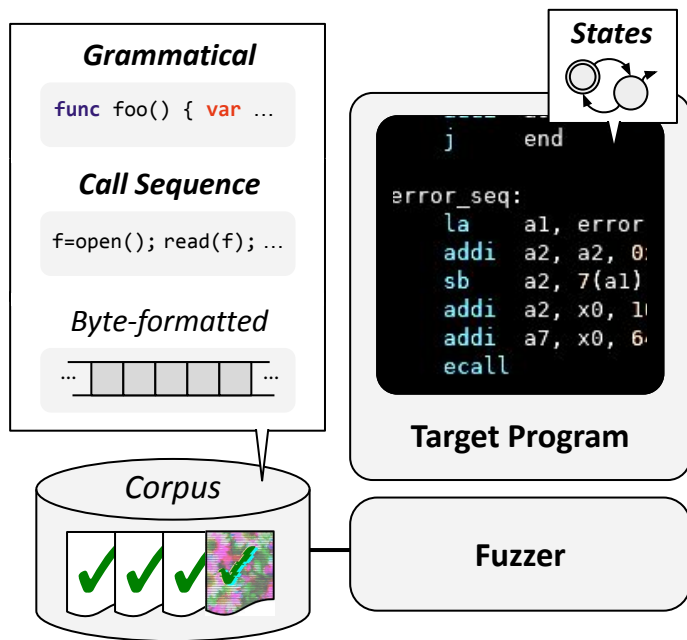 Grammatical
func foo() { var …
Call Sequence
f=open(); read(f); …
Byte-formatted
… …
Corpus
States
j end
error_seq:
la a1, error
addi a2, a2, 0
sb a2, 7(a1)
addi a2, x0, 1
addi a7, x0, 6
ecall
Target Program
Fuzzer